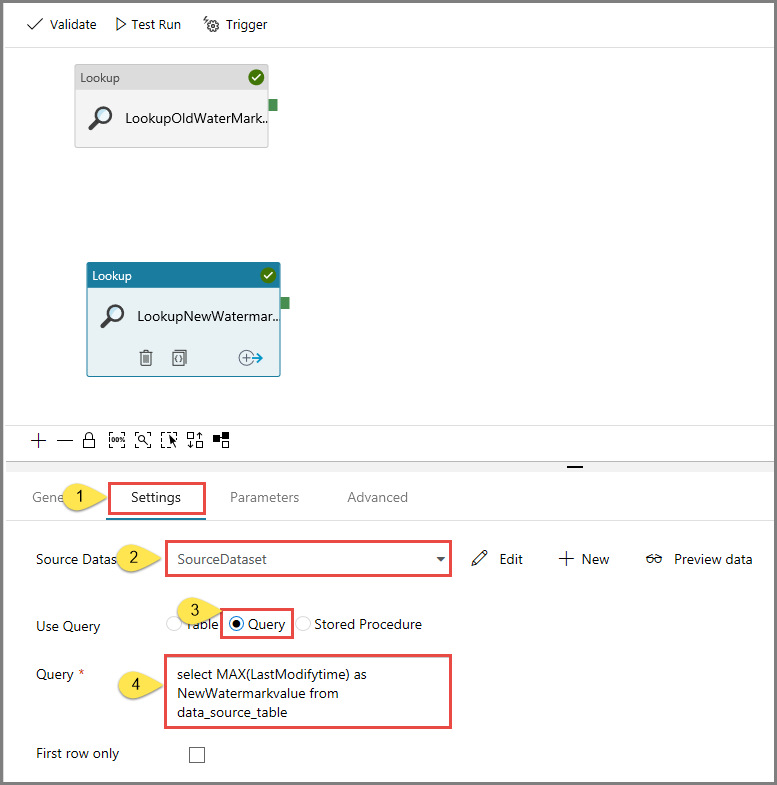 Validate Test Run Trigger
Lookup
LookupOldWaterMark..
Lookup
LookupNewWatermar..
100%
Gene 1 Settings Parameters Advanced
Source Datas 2 SourceDataset Edit New Preview data
Use Query 3 Table Query Stored Procedure
Query * 4 select MAX(LastModifytime) as
NewWatermarkvalue from
data_source_table
First row only